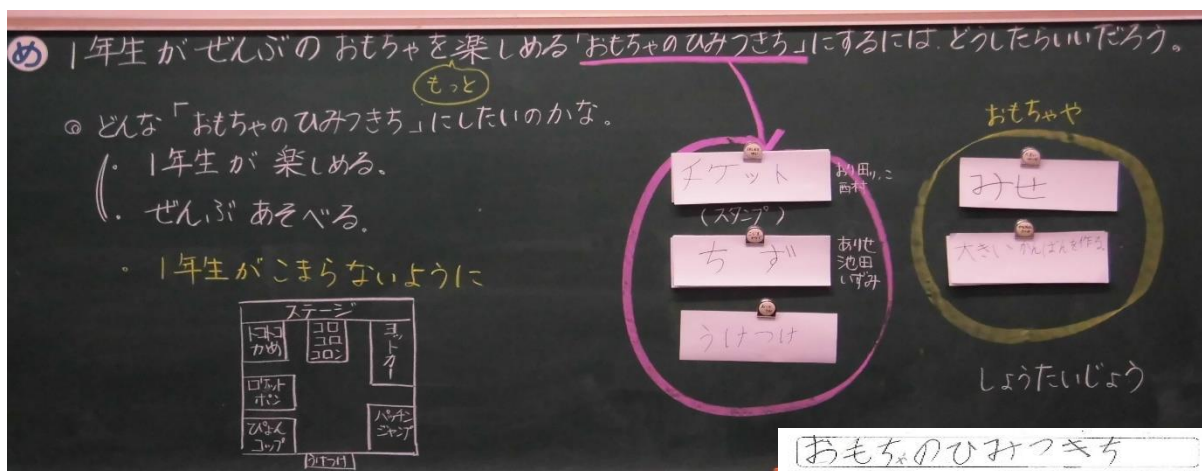 め 1年生がぜんぶのおもちゃを楽しめる「おもちゃのひみつきち」にするには、どうしたらいいだろう。
もっと
◎ どんな「おもちゃのひみつきち」にしたいのかな。
・ 1年生が 楽しめる。
・ ぜんぶ あそべる。
・ 1年生がこまらないように
ステージ
トコトコ
かめ
コロ
コロ
コロン
ヨットカー
ロケット
ポン
ぴょん
コップ
パッチン
ジャンプ
うけつけ
チケット
西村
(スタンプ)
ちず
ありせ
池田
いずみ
うけつけ
おもちゃや
みせ
大きいかんばんを作る
しょうたいじょう
おもちゃのひみつきち